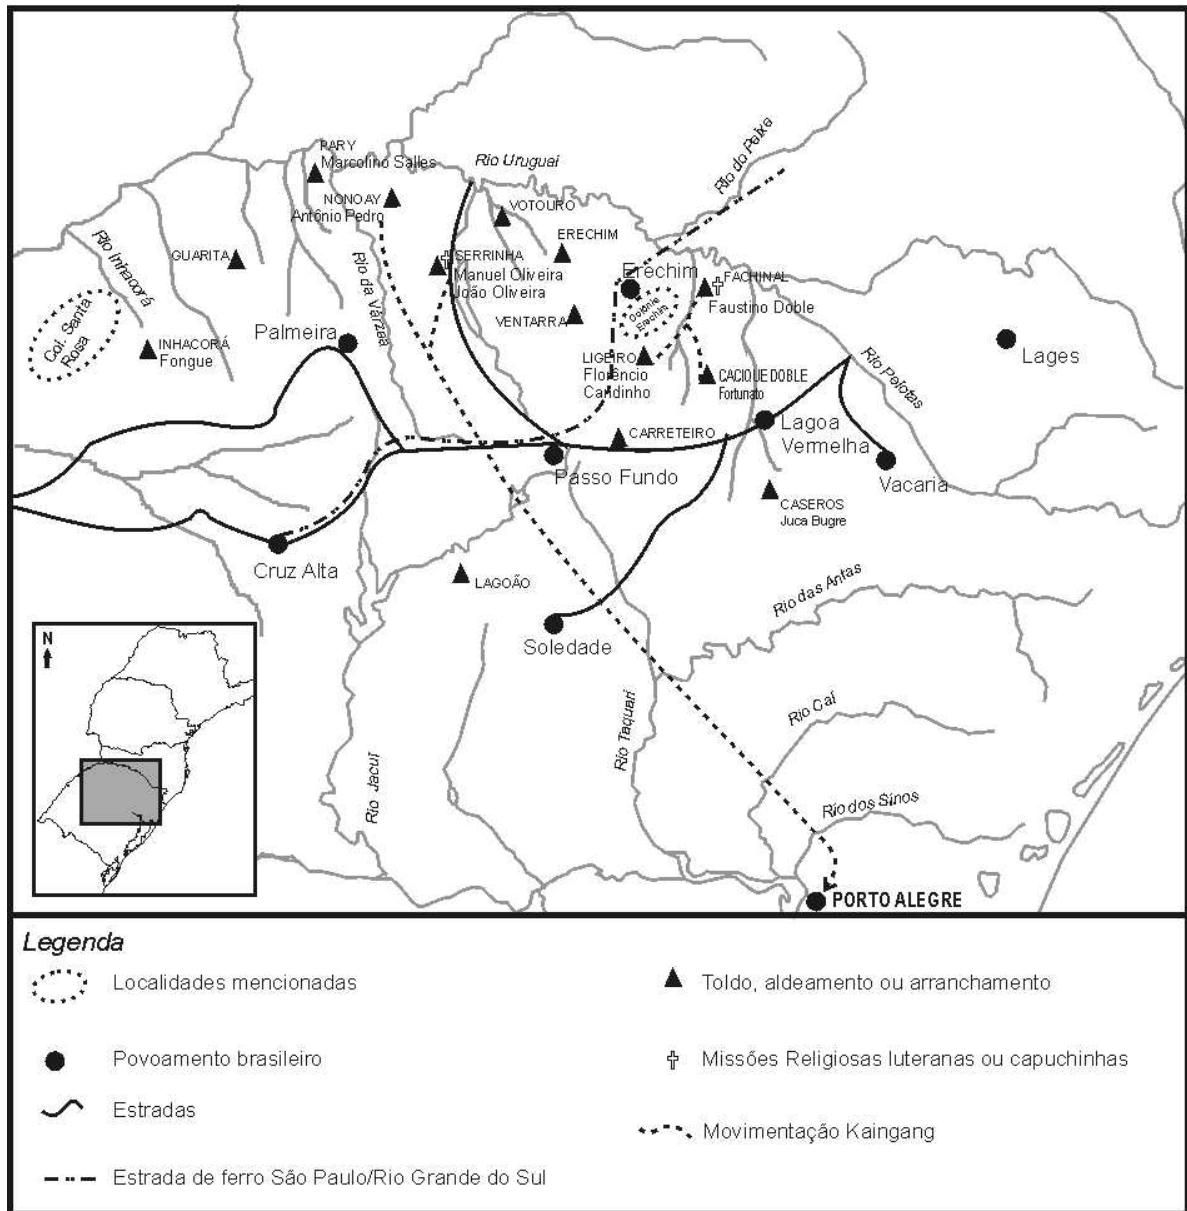 PARY
Marcolino Salles
Rio Uruguai
Rio do Peixe
NONOAY
Antônio Pedro
VOTOURO
GUARITA
Rio Inhacorá
Rio da Várzea
SERRINHA
Manuel Oliveira
João Oliveira
ERECHIM
Erechim
Colônia
Erechim
FACHINAL
Faustino Doble
Col. Santa
Rosa
INHACORÁ
Fongue
Palmeira
VENTARRA
LIGEIRO
Florêncio
Candinho
CACIQUE DOBLE
Fortunato
Lages
Rio Pelotas
CARRETEIRO
Lagoa
Vermelha
Passo Fundo
Vacaria
CASEROS
Juca Bugre
Cruz Alta
LAGOÃO
Soledade
Rio das Antas
N
Rio Jacuí
Rio Taquari
Rio Caí
Rio dos Sinos
PORTO ALEGRE
Legenda
Localidades mencionadas
Toldo, aldeamento ou arranchamento
Povoamento brasileiro
Missões Religiosas luteranas ou capuchinhas
Estradas
Movimentação Kaingang
Estrada de ferro São Paulo/Rio Grande do Sul